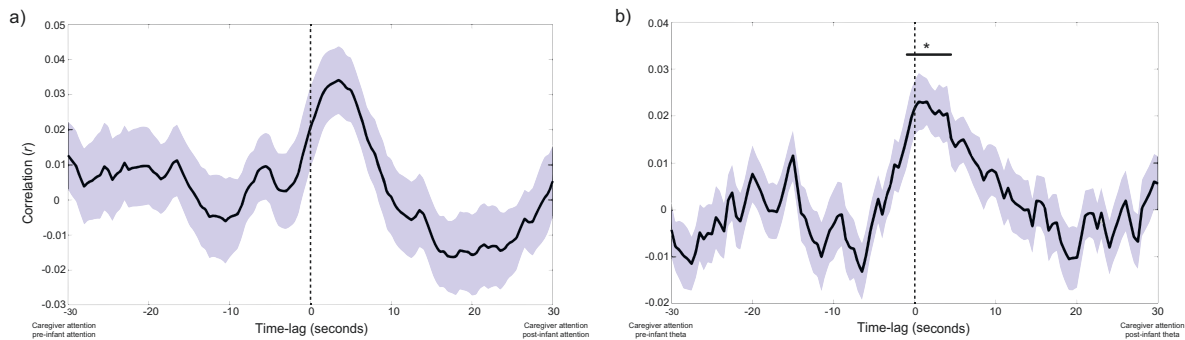 a)
0.05
0.04
0.03
0.02
0.01
0
-0.01
-0.02
-0.03
Correlation (r)
-30
-20
-10
0
10
20
30
Time-lag (seconds)
Caregiver attention
pre-infant attention
Caregiver attention
post-infant attention
b)
0.04
0.03
0.02
0.01
0
-0.01
-0.02
*
-30
-20
-10
0
10
20
30
Time-lag (seconds)
Caregiver attention
pre-infant theta
Caregiver attention
post-infant theta